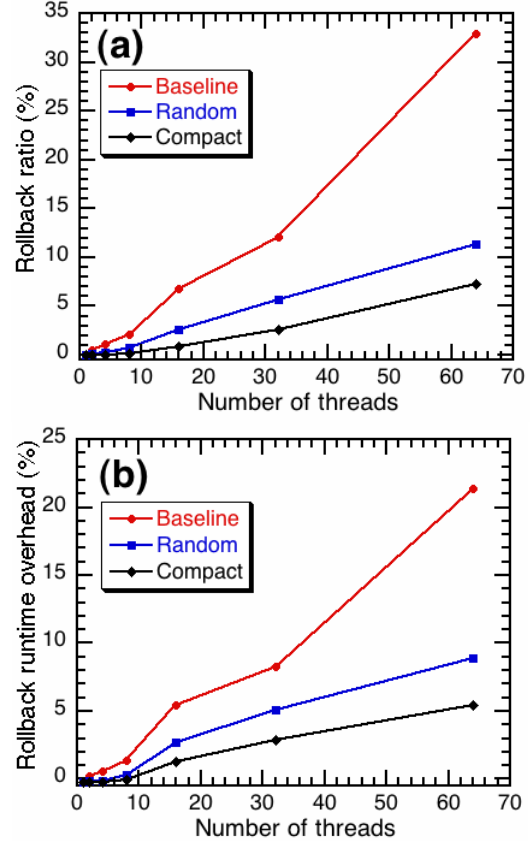 (a)
Baseline
Random
Compact
Rollback ratio (%)
35
30
25
20
15
10
5
0
0 10 20 30 40 50 60 70
Number of threads
(b)
Baseline
Random
Compact
Rollback runtime overhead (%)
25
20
15
10
5
0
0 10 20 30 40 50 60 70
Number of threads